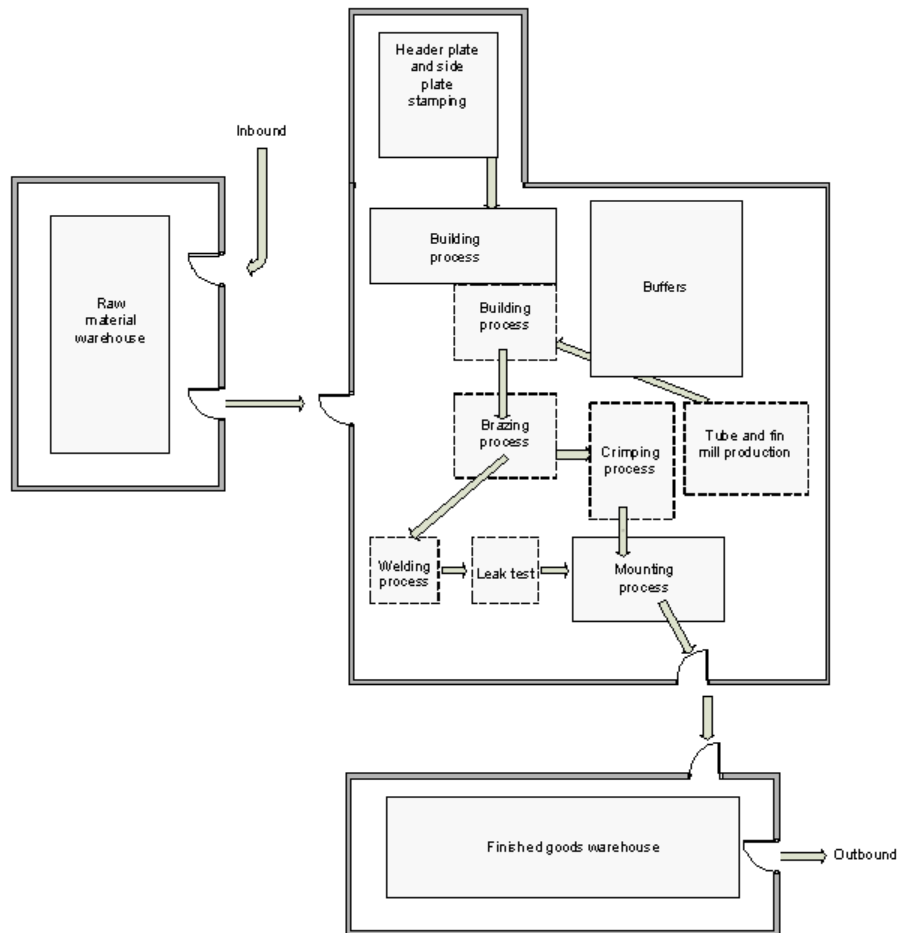 Header plate
and side
plate
stamping
Inbound
Building
process
Buffers
Raw
material
warehouse
Building
process
Brazing
process
Crimping
process
Tube and fin
mill production
Welding
process
Leak test
Mounting
process
Finished goods warehouse
Outbound